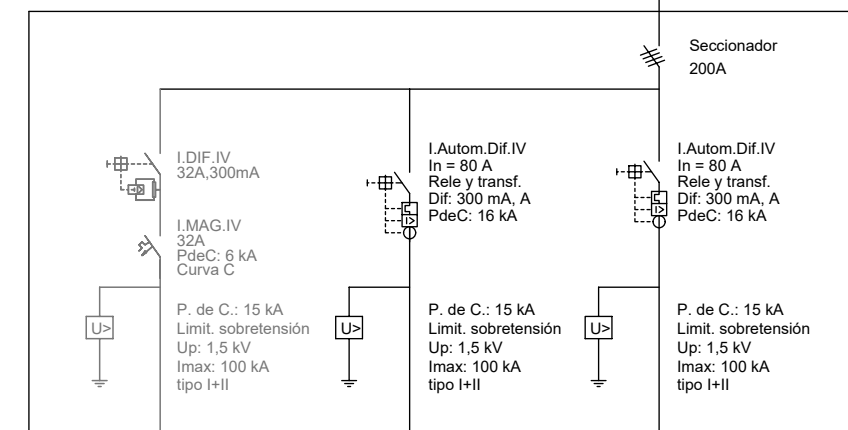 Seccionador
200A
I.DIF.IV
32A,300mA
I.MAG.IV
32A
PdeC: 6 kA
Curva C
U>
P. de C.: 15 kA
Limit. sobretensión
Up: 1,5 kV
Imax: 100 kA
tipo I+II
I.Autom.Dif.IV
In = 80 A
Rele y transf.
Dif: 300 mA, A
PdeC: 16 kA
I>
U>
P. de C.: 15 kA
Limit. sobretensión
Up: 1,5 kV
Imax: 100 kA
tipo I+II
I.Autom.Dif.IV
In = 80 A
Rele y transf.
Dif: 300 mA, A
PdeC: 16 kA
I>
U>
P. de C.: 15 kA
Limit. sobretensión
Up: 1,5 kV
Imax: 100 kA
tipo I+II